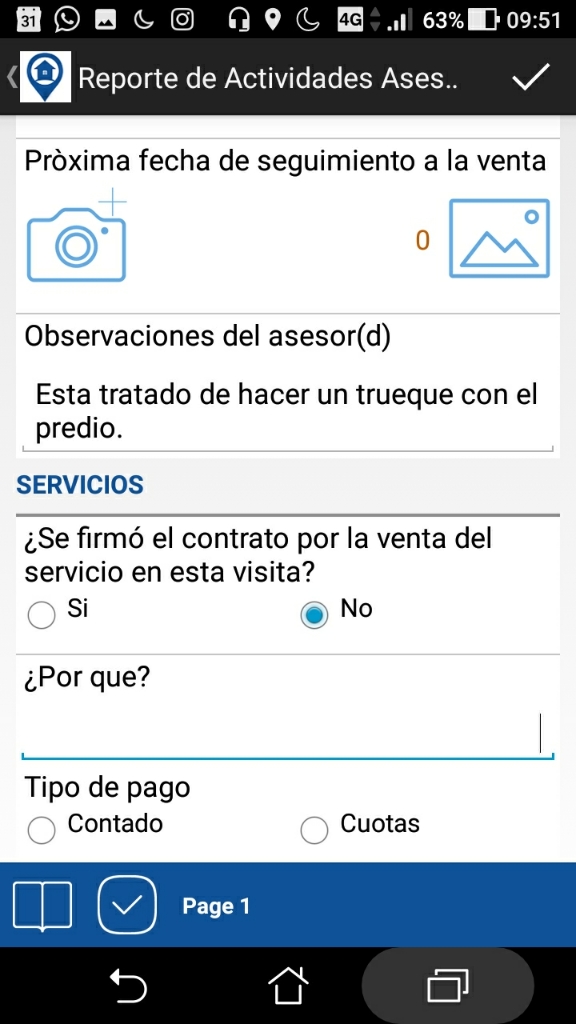 31
4G
63%
09:51
Reporte de Actividades Ases..
Pròxima fecha de seguimiento a la venta
0
Observaciones del asesor(d)
Esta tratado de hacer un trueque con el
predio.
SERVICIOS
¿Se firmó el contrato por la venta del
servicio en esta visita?
Si
No
¿Por que?
Tipo de pago
Contado
Cuotas
Page 1